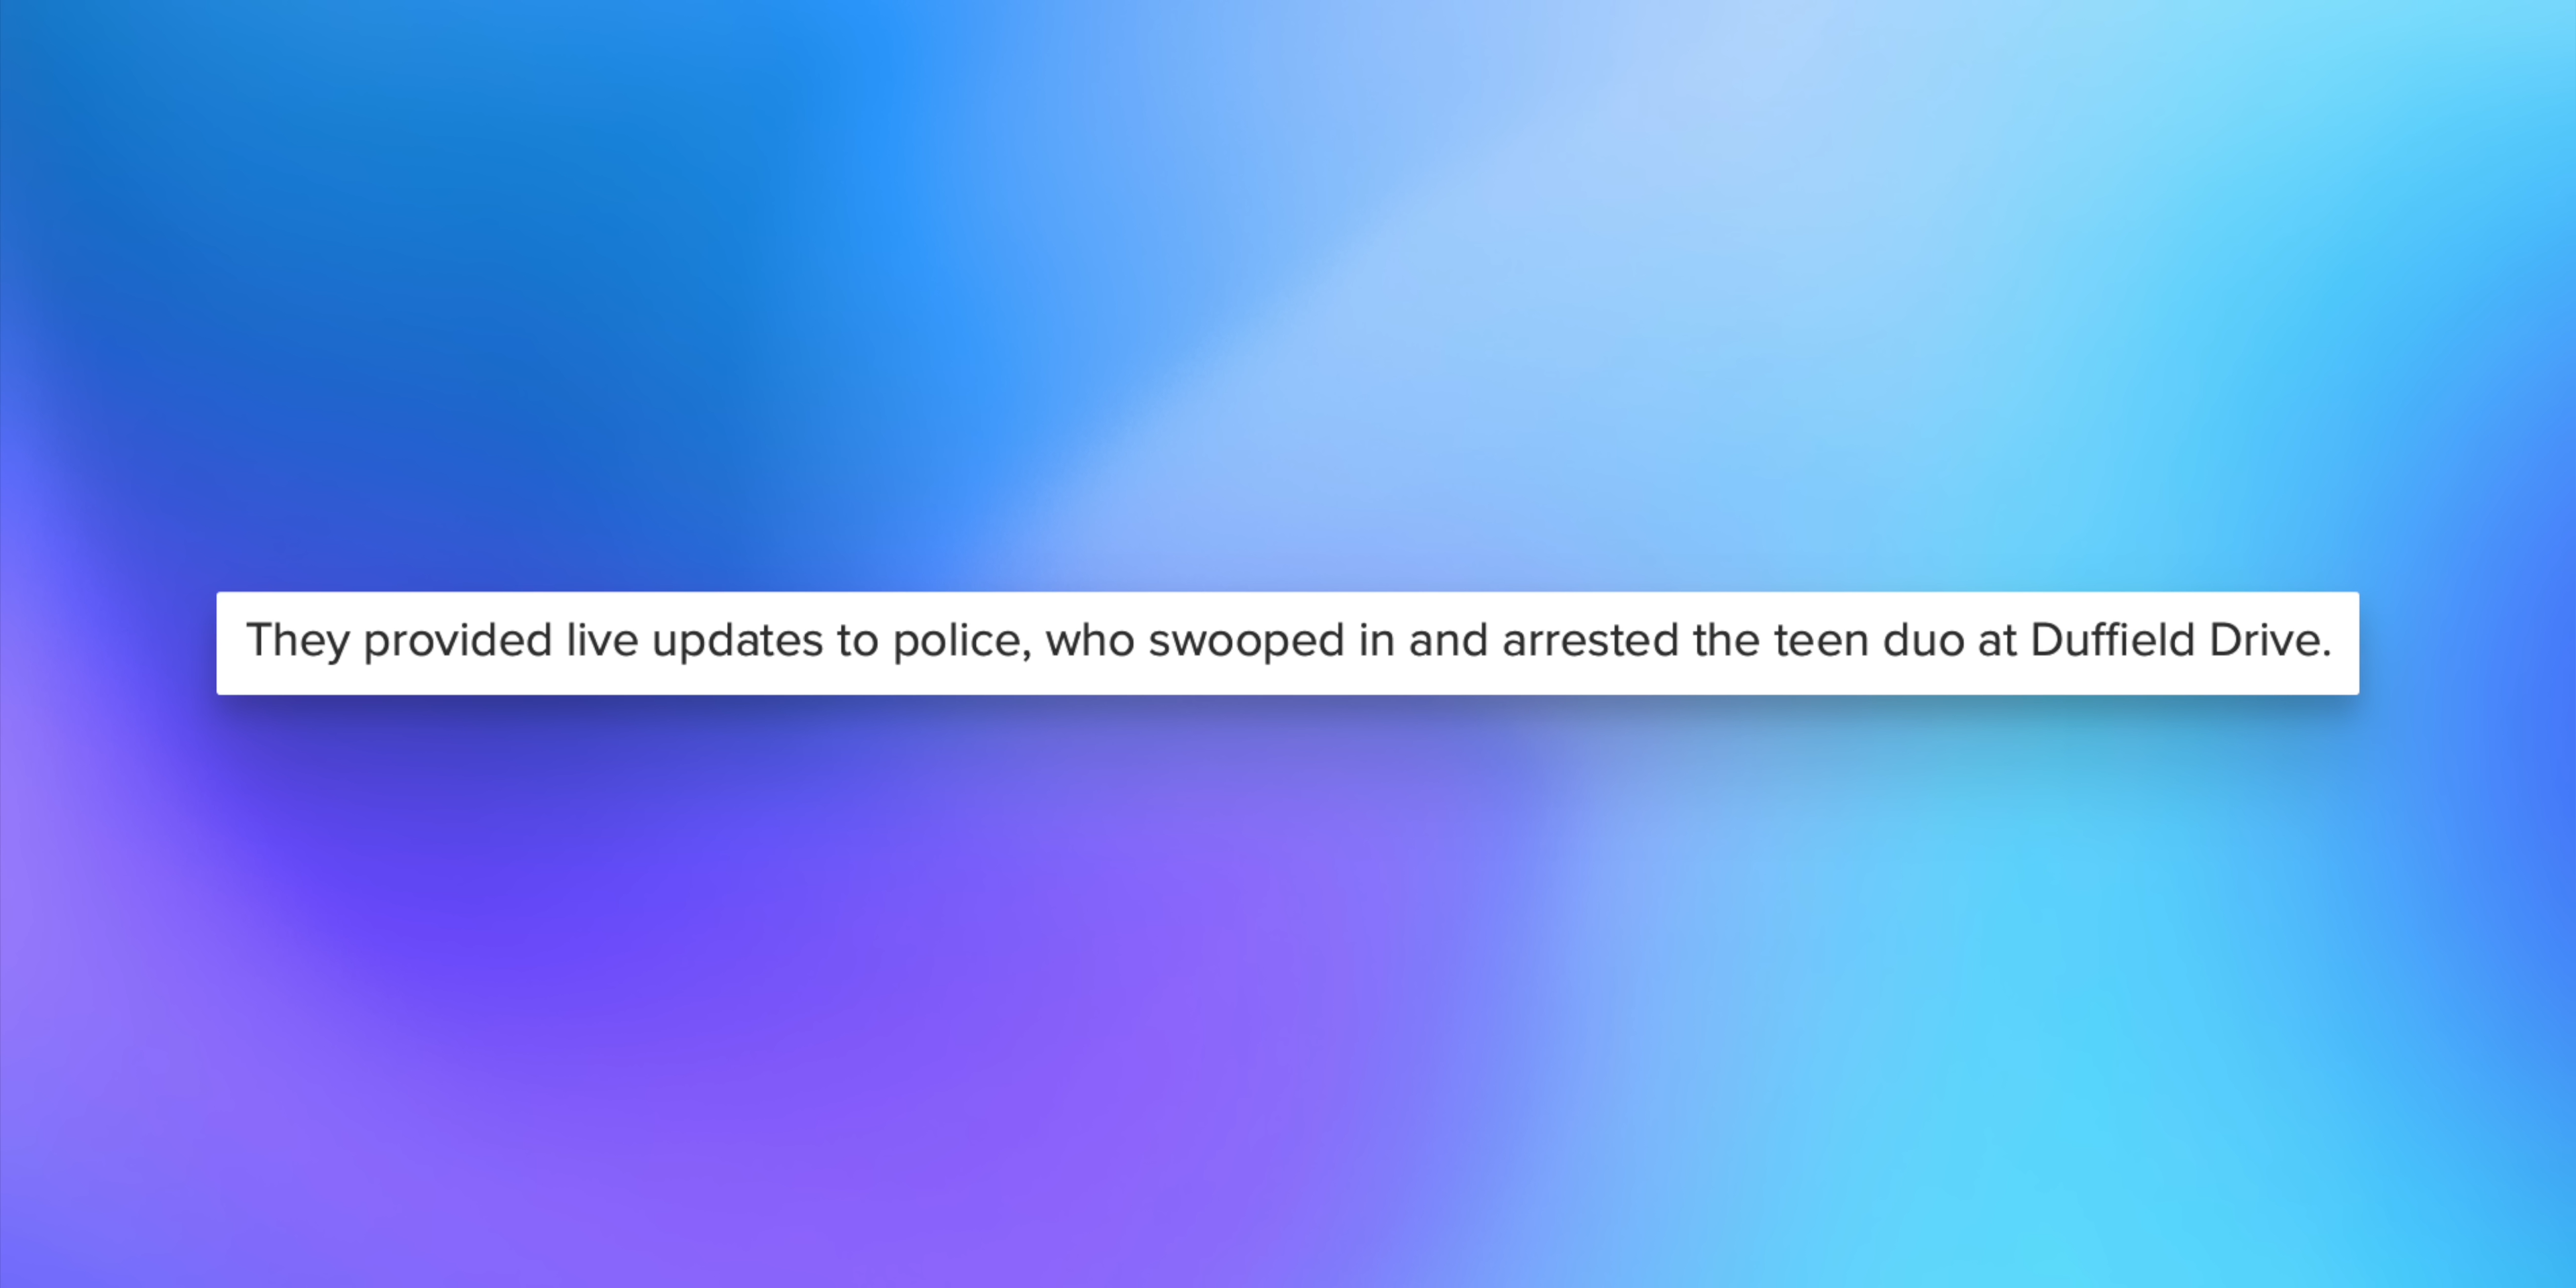 They provided live updates to police, who swooped in and arrested the teen duo at Duffield Drive.